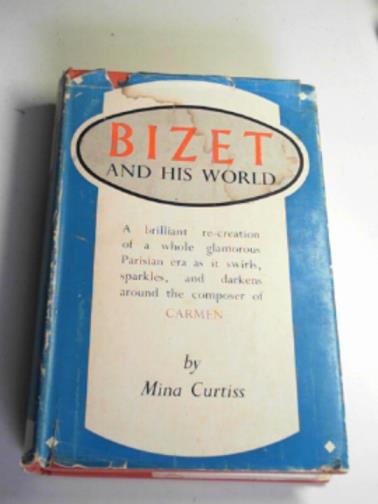 BIZET
AND HIS WORLD
A brilliant re-creation
of a whole glamorous
Parisian era as it swirls,
sparkles, and darkens
around the composer of
CARMEN
by
Mina Curtiss